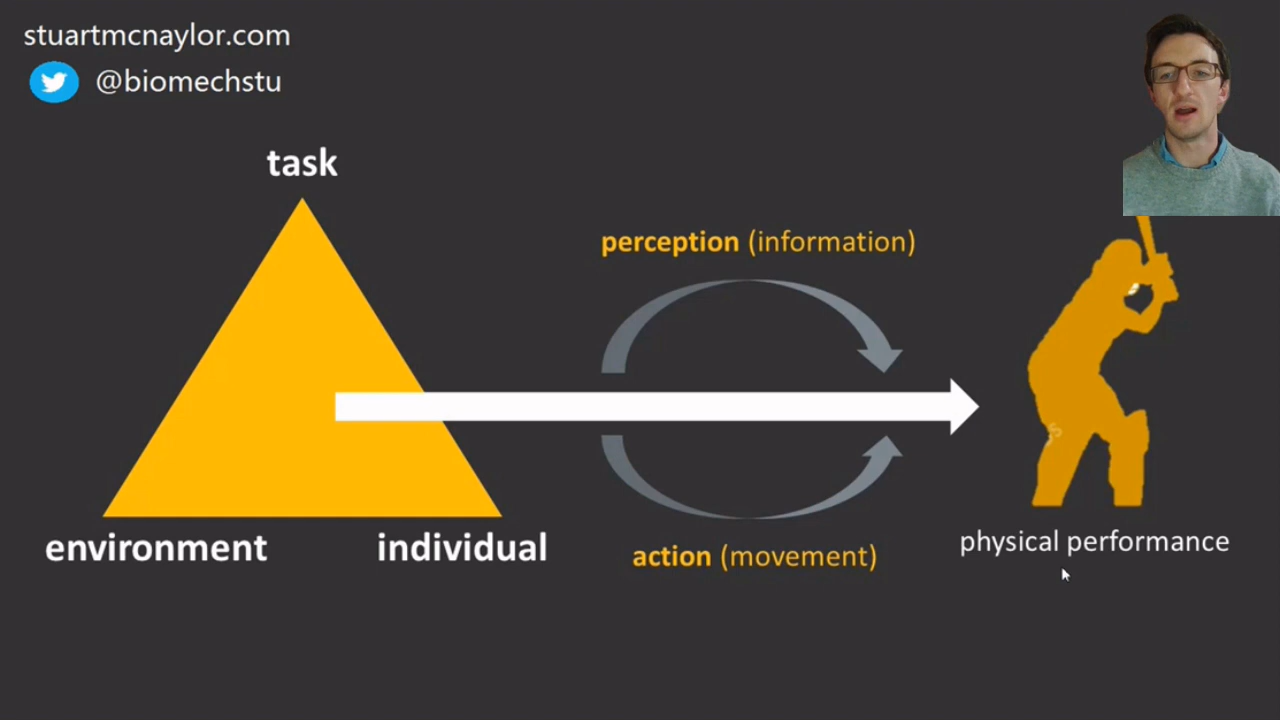 stuartmcnaylor.com
@biomechstu
task
perception (information)
environment
individual
action (movement)
physical performance